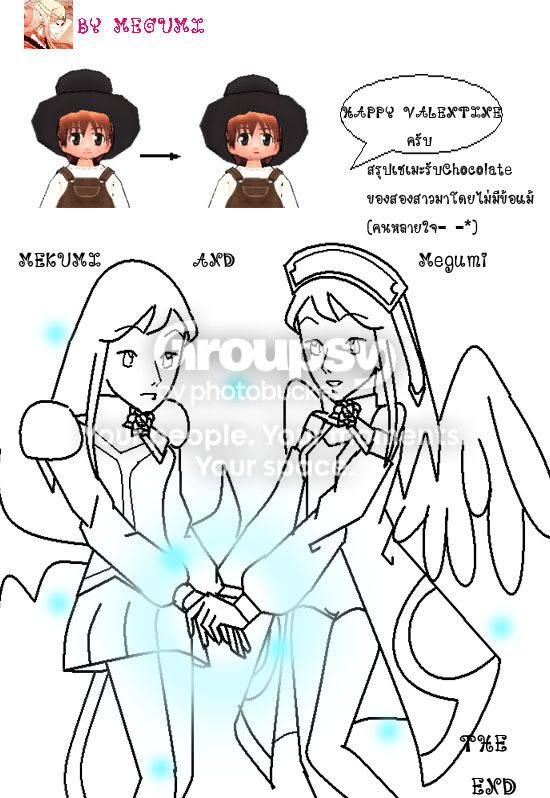 BY MEGUMI
HAPPY VALENTINE
ครับ
สรุปเซเมะรับChocolate
ของสองสาวมาโดยไม่มีข้อแม้
(คนหลายใจ- -*)
MEKUMI AND Megumi
Groupsy
by photobucket
Your people. Your moments.
Your space.
THE
END